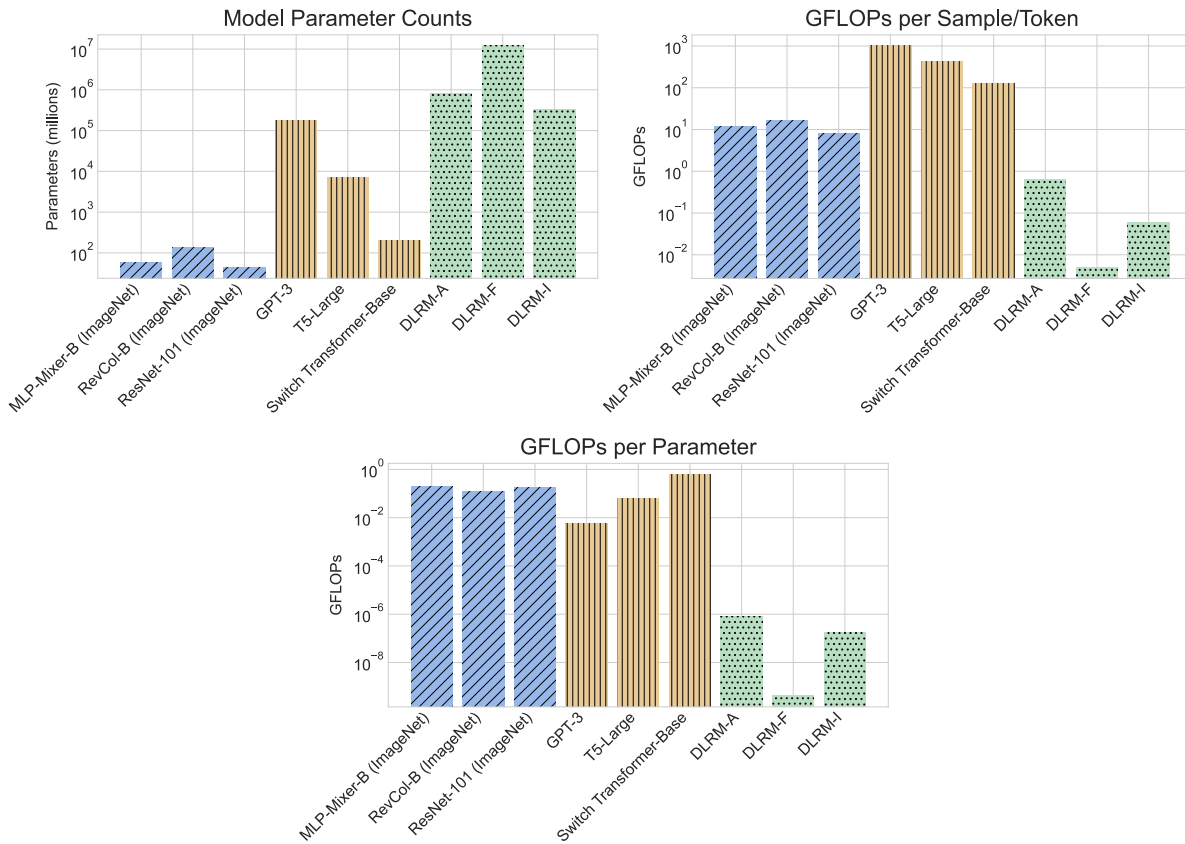 Model Parameter Counts
Parameters (millions)
10^7
10^6
10^5
10^4
10^3
10^2
MLP-Mixer-B (ImageNet)
RevCol-B (ImageNet)
ResNet-101 (ImageNet)
GPT-3
T5-Large
Switch Transformer-Base
DLRM-A
DLRM-F
DLRM-I
GFLOPs per Sample/Token
GFLOPs
10^3
10^2
10^1
10^0
10^−1
10^−2
MLP-Mixer-B (ImageNet)
RevCol-B (ImageNet)
ResNet-101 (ImageNet)
GPT-3
T5-Large
Switch Transformer-Base
DLRM-A
DLRM-F
DLRM-I
GFLOPs per Parameter
GFLOPs
10^0
10^−2
10^−4
10^−6
10^−8
MLP-Mixer-B (ImageNet)
RevCol-B (ImageNet)
ResNet-101 (ImageNet)
GPT-3
T5-Large
Switch Transformer-Base
DLRM-A
DLRM-F
DLRM-I